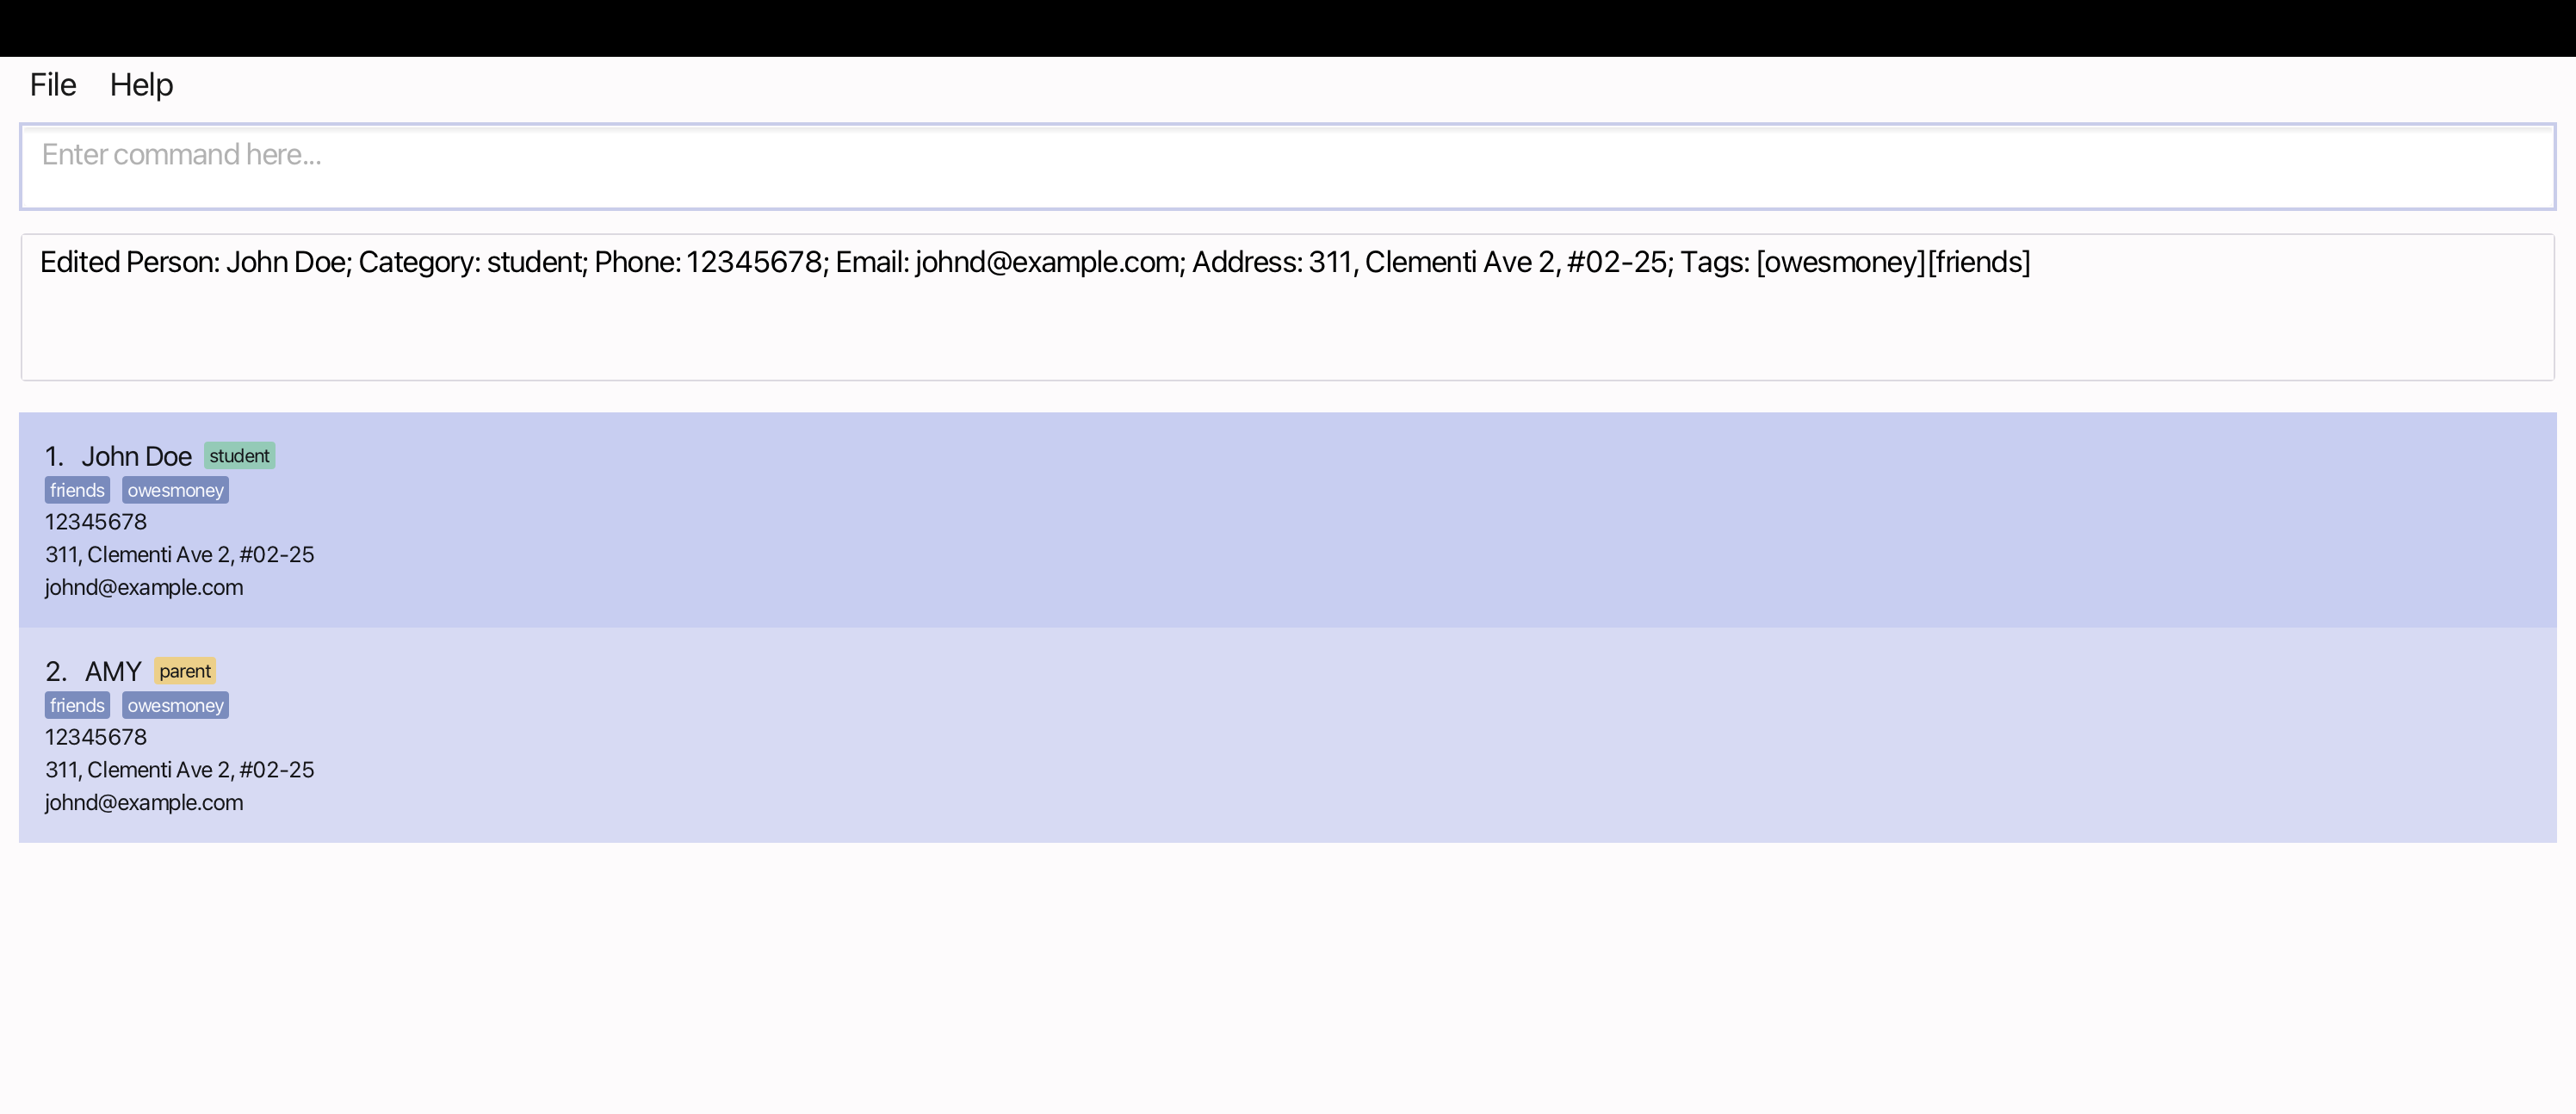 File Help
Enter command here...
Edited Person: John Doe; Category: student; Phone: 12345678; Email: johnd@example.com; Address: 311, Clementi Ave 2, #02-25; Tags: [owesmoney][friends]
1. John Doe student
friends owesmoney
12345678
311, Clementi Ave 2, #02-25
johnd@example.com
2. AMY parent
friends owesmoney
12345678
311, Clementi Ave 2, #02-25
johnd@example.com